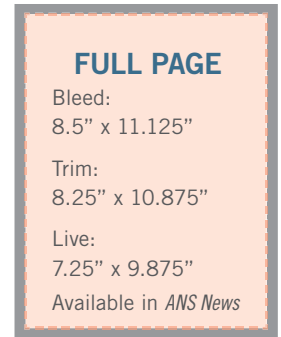 FULL PAGE
Bleed:
8.5” x 11.125”
Trim:
8.25” x 10.875”
Live:
7.25” x 9.875”
Available in ANS News